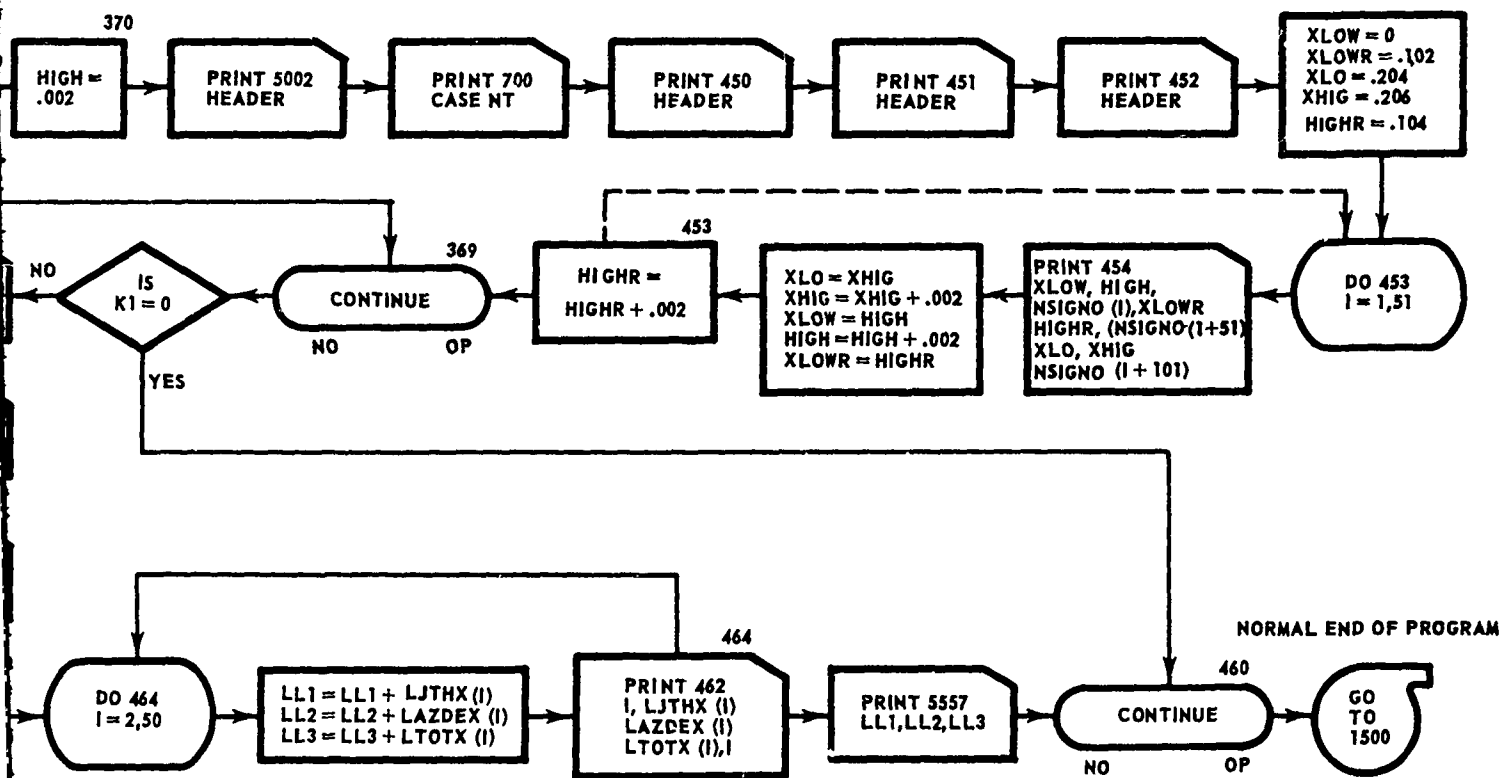 370
HIGH =
.002
PRINT 5002
HEADER
PRINT 700
CASE NT
PRINT 450
HEADER
PRINT 451
HEADER
PRINT 452
HEADER
XLOW = 0
XLOWR = .102
XLO = .204
XHIG = .206
HIGHR = .104
NO
IS
K1 = 0
YES
369
CONTINUE
NO OP
453
HIGHR =
HIGHR + .002
XLO = XHIG
XHIG = XHIG + .002
XLOW = HIGH
HIGH = HIGH + .002
XLOWR = HIGHR
PRINT 454
XLOW, HIGH,
NSIGNO (I), XLOWR
HIGHR, (NSIGNO (I+51)
XLO, XHIG
NSIGNO (I + 101)
DO 453
I = 1,51
DO 464
I = 2,50
LL1 = LL1 + LJTHX (I)
LL2 = LL2 + LAZDEX (I)
LL3 = LL3 + LTOTX (I)
464
PRINT 462
I, LJTHX (I)
LAZDEX (I)
LTOTX (I), I
PRINT 5557
LL1, LL2, LL3
460
CONTINUE
NO OP
NORMAL END OF PROGRAM
GO
TO
1500